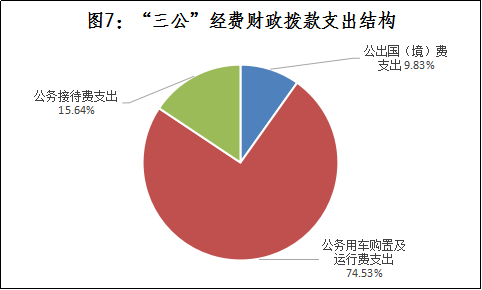 图7：“三公”经费财政拨款支出结构
公出国（境）费
支出 9.83%
公务接待费支出
15.64%
公务用车购置及
运行费支出
74.53%